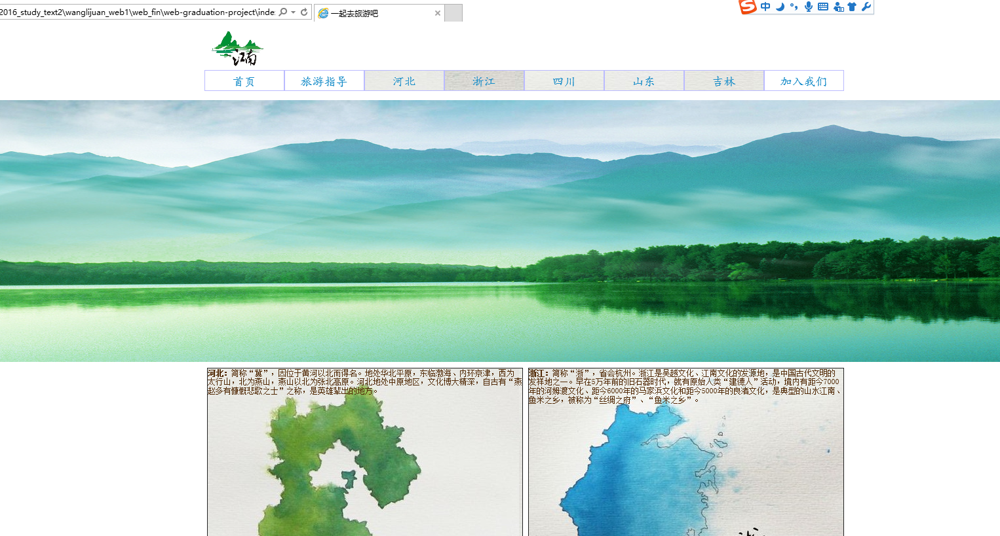 2016_study_text2\wanglijuan_web1\web_fin\web-graduation-project\inde
一起去旅游吧
中
江南
首页 旅游指导 河北 浙江 四川 山东 吉林 加入我们
河北：简称“冀”，因位于黄河以北而得名。地处华北平原，东临渤海、内环京津，西为
太行山，北为燕山，燕山以北为张北高原。河北地处中原地区，文化博大精深，自古有“燕
赵多有慷慨悲歌之士”之称，是英雄辈出的地方。
浙江：简称“浙”，省会杭州。浙江是吴越文化、江南文化的发源地，是中国古代文明的
发祥地之一。早在5万年前的旧石器时代，就有原始人类“建德人”活动，境内有距今7000
年的河姆渡文化、距今6000年的马家浜文化和距今5000年的良渚文化，是典型的山水江南、
鱼米之乡，被称为“丝绸之府”、“鱼米之乡”。